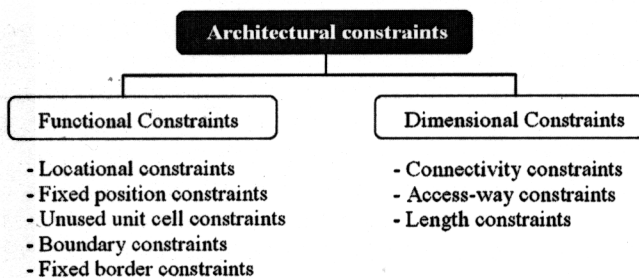 Architectural constraints
Functional Constraints
- Locational constraints
- Fixed position constraints
- Unused unit cell constraints
- Boundary constraints
- Fixed border constraints
Dimensional Constraints
- Connectivity constraints
- Access-way constraints
- Length constraints